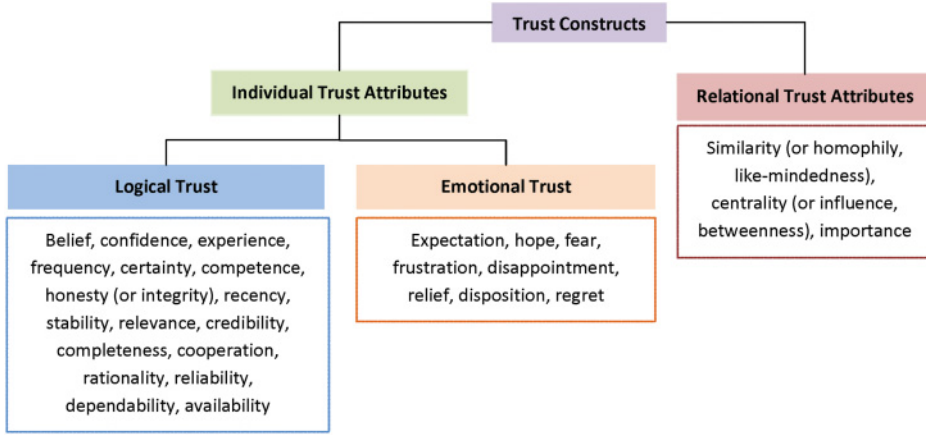 Trust Constructs
Individual Trust Attributes
Relational Trust Attributes
Similarity (or homophily,
like-mindedness),
centrality (or influence,
betweenness), importance
Logical Trust
Emotional Trust
Belief, confidence, experience,
frequency, certainty, competence,
honesty (or integrity), recency,
stability, relevance, credibility,
completeness, cooperation,
rationality, reliability,
dependability, availability
Expectation, hope, fear,
frustration, disappointment,
relief, disposition, regret